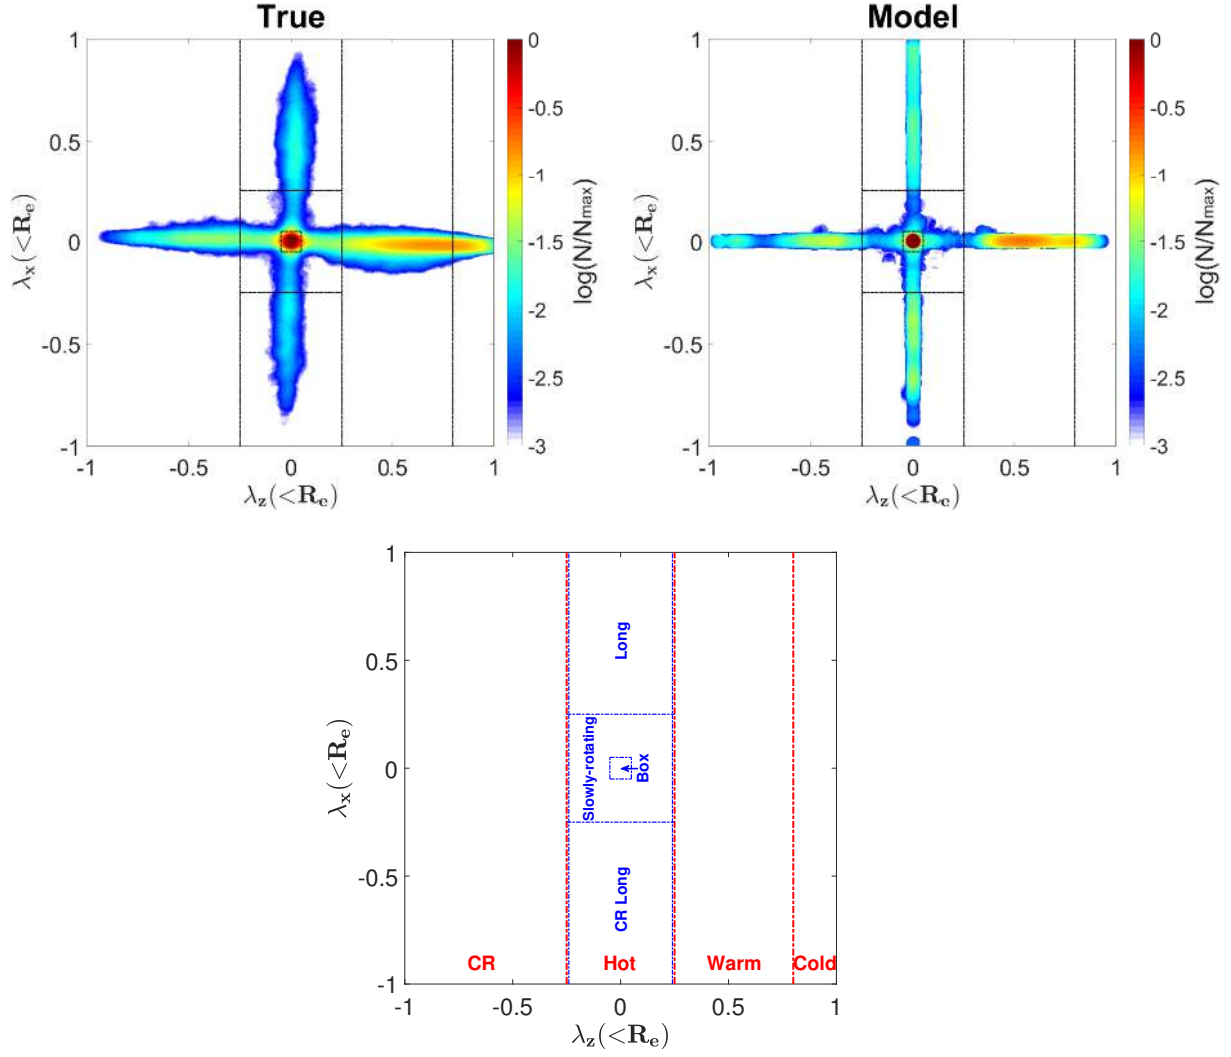 True
Model
1
0.5
0
-0.5
-1
λx(<Re)
-1
-0.5
0
0.5
1
λz(<Re)
0
-0.5
-1
-1.5
-2
-2.5
-3
log(N/Nmax)
1
0.5
0
-0.5
-1
λx(<Re)
-1
-0.5
0
0.5
1
λz(<Re)
0
-0.5
-1
-1.5
-2
-2.5
-3
log(N/Nmax)
1
0.5
0
-0.5
-1
λx(<Re)
Long
Slowly-rotating
Box
CR Long
CR
Hot
Warm
Cold
-1
-0.5
0
0.5
1
λz(<Re)